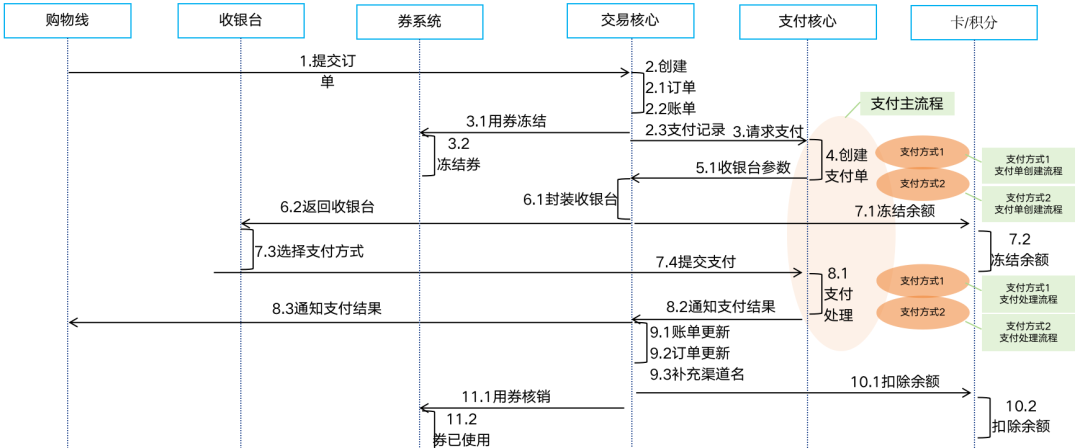 购物线
收银台
券系统
交易核心
支付核心
卡/积分
1.提交订
单
2.创建
2.1订单
2.2账单
2.3支付记录
支付主流程
3.1用券冻结
3.请求支付
3.2
冻结券
4.创建
支付单
支付方式1
支付方式2
支付方式1
支付单创建流程
支付方式2
支付单创建流程
5.1收银台参数
6.1封装收银台
6.2返回收银台
7.1冻结余额
7.2
冻结余额
7.3选择支付方式
7.4提交支付
8.1
支付
处理
支付方式1
支付方式2
支付方式1
支付处理流程
支付方式2
支付处理流程
8.2通知支付结果
8.3通知支付结果
9.1账单更新
9.2订单更新
9.3补充渠道名
10.1扣除余额
10.2
扣除余额
11.1用券核销
11.2
券已使用